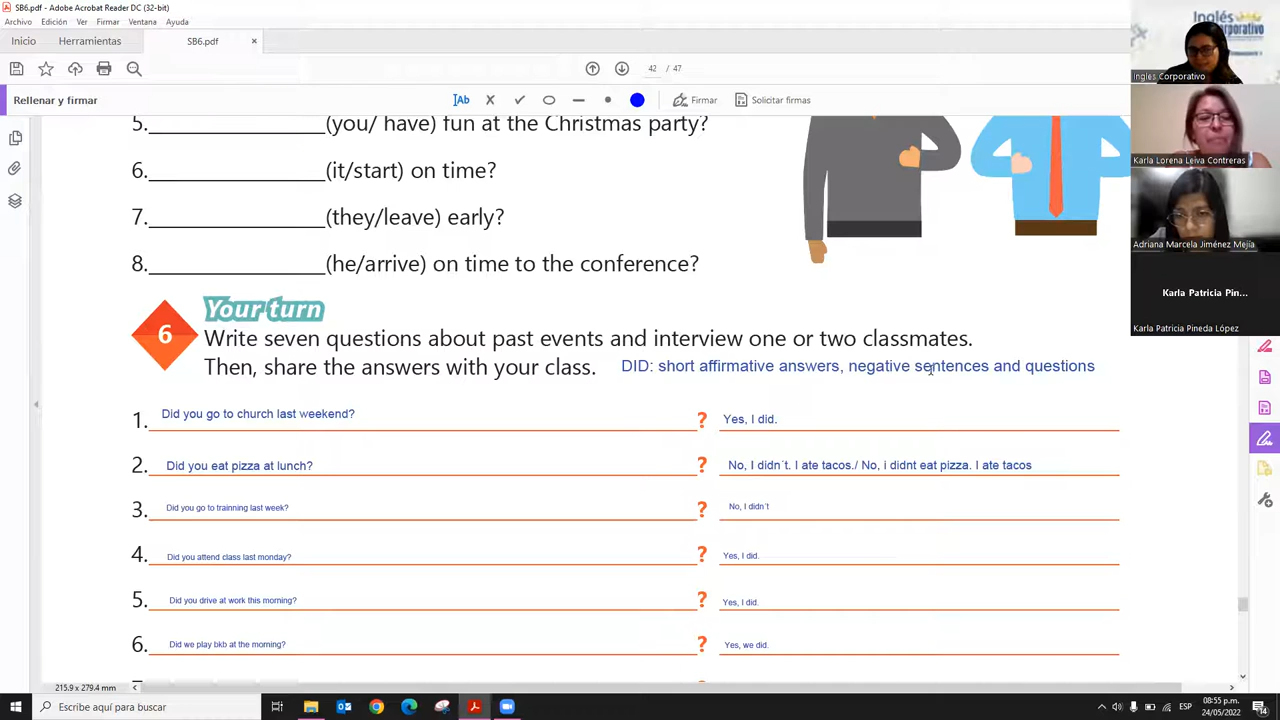 SB6.pdf - Adobe Acrobat Reader DC (32-bit)
Archivo Edición Ver Firmar Ventana Ayuda
Inicio Herramientas SB6.pdf ×
42 / 47
Rellenar y firmar
Ab
Firmar
Solicitar firmas
5.______________(you/ have) fun at the Christmas party?
6.______________(it/start) on time?
7.______________(they/leave) early?
8.______________(he/arrive) on time to the conference?
6
Your turn
Write seven questions about past events and interview one or two classmates.
Then, share the answers with your class. DID: short affirmative answers, negative sentences and questions
1. Did you go to church last weekend? ? Yes, I did.
2. Did you eat pizza at lunch? ? No, I didn´t. I ate tacos./ No, i didnt eat pizza. I ate tacos
3. Did you go to trainning last week? ? No, I didn´t
4. Did you attend class last monday? ? Yes, I did.
5. Did you drive at work this morning? ? Yes, I did.
6. Did we play bkb at the morning? ? Yes, we did.
215.9 x 279.4 mm
Inglés
Corporativo
Ingles Corporativo
Karla Lorena Leiva Contreras
Adriana Marcela Jiménez Mejía
Karla Patricia Pin...
Karla Patricia Pineda López
Escribe aquí para buscar
ESP
08:55 p.m.
24/05/2022
14